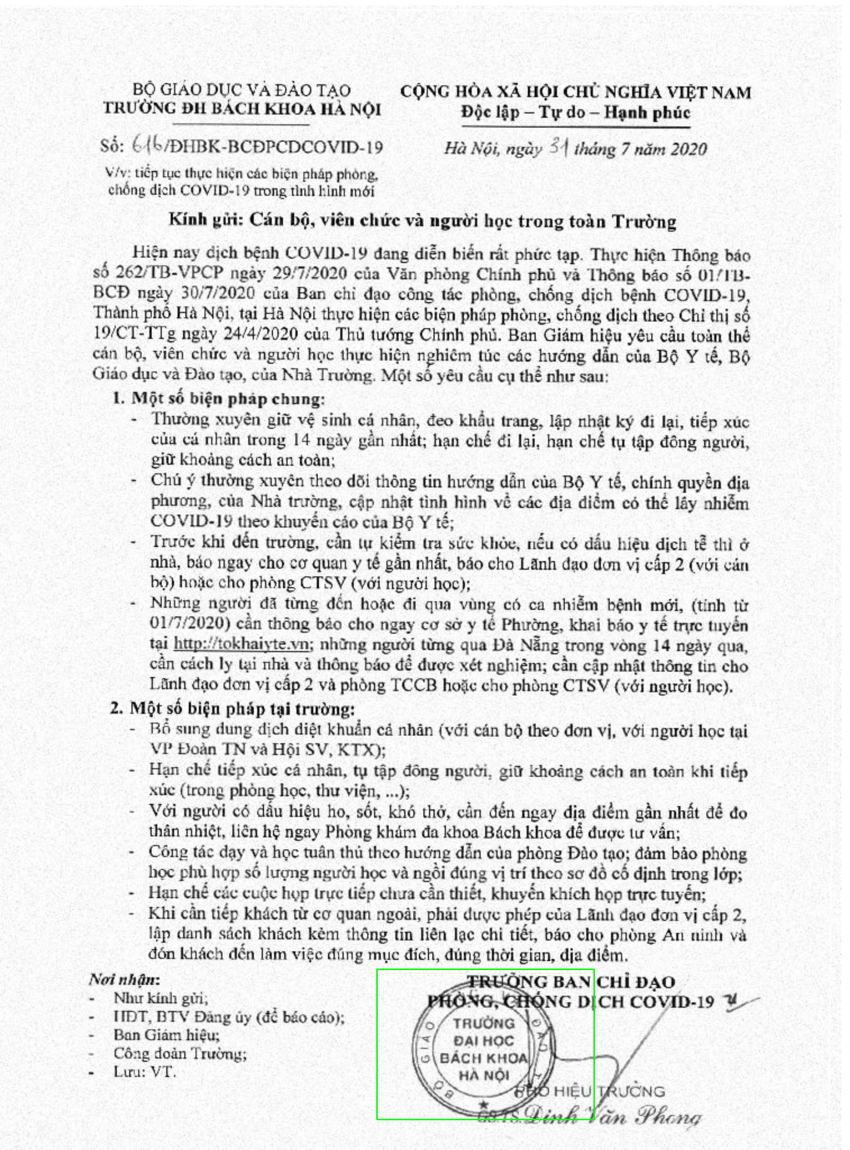 BỘ GIÁO DỤC VÀ ĐÀO TẠO
TRƯỜNG ĐH BÁCH KHOA HÀ NỘI
CỘNG HÒA XÃ HỘI CHỦ NGHĨA VIỆT NAM
Độc lập – Tự do – Hạnh phúc
Số: 616/ĐHBK-BCĐPCDCOVID-19
Hà Nội, ngày 31 tháng 7 năm 2020
V/v: tiếp tục thực hiện các biện pháp phòng,
chống dịch COVID-19 trong tình hình mới
Kính gửi: Cán bộ, viên chức và người học trong toàn Trường
Hiện nay dịch bệnh COVID-19 đang diễn biến rất phức tạp. Thực hiện Thông báo
số 262/TB-VPCP ngày 29/7/2020 của Văn phòng Chính phủ và Thông báo số 01/TB-
BCĐ ngày 30/7/2020 của Ban chỉ đạo công tác phòng, chống dịch bệnh COVID-19,
Thành phố Hà Nội, tại Hà Nội thực hiện các biện pháp phòng, chống dịch theo Chỉ thị số
19/CT-TTg ngày 24/4/2020 của Thủ tướng Chính phủ. Ban Giám hiệu yêu cầu toàn thể
cán bộ, viên chức và người học thực hiện nghiêm túc các hướng dẫn của Bộ Y tế, Bộ
Giáo dục và Đào tạo, của Nhà Trường. Một số yêu cầu cụ thể như sau:
1. Một số biện pháp chung:
- Thường xuyên giữ vệ sinh cá nhân, đeo khẩu trang, lập nhật ký đi lại, tiếp xúc
của cá nhân trong 14 ngày gần nhất; hạn chế đi lại, hạn chế tụ tập đông người,
giữ khoảng cách an toàn;
- Chú ý thường xuyên theo dõi thông tin hướng dẫn của Bộ Y tế, chính quyền địa
phương, của Nhà trường, cập nhật tình hình về các địa điểm có thể lây nhiễm
COVID-19 theo khuyến cáo của Bộ Y tế;
- Trước khi đến trường, cần tự kiểm tra sức khỏe, nếu có dấu hiệu dịch tễ thì ở
nhà, báo ngay cho cơ quan y tế gần nhất, báo cho Lãnh đạo đơn vị cấp 2 (với cán
bộ) hoặc cho phòng CTSV (với người học);
- Những người đã từng đến hoặc đi qua vùng có ca nhiễm bệnh mới, (tính từ
01/7/2020) cần thông báo cho ngay cơ sở y tế Phường, khai báo y tế trực tuyến
tại http://tokhaiyte.vn; những người từng qua Đà Nẵng trong vòng 14 ngày qua,
cần cách ly tại nhà và thông báo để được xét nghiệm; cần cập nhật thông tin cho
Lãnh đạo đơn vị cấp 2 và phòng TCCB hoặc cho phòng CTSV (với người học).
2. Một số biện pháp tại trường:
- Bổ sung dung dịch diệt khuẩn cá nhân (với cán bộ theo đơn vị, với người học tại
VP Đoàn TN và Hội SV, KTX);
- Hạn chế tiếp xúc cá nhân, tụ tập đông người, giữ khoảng cách an toàn khi tiếp
xúc (trong phòng học, thư viện, ...);
- Với người có dấu hiệu ho, sốt, khó thở, cần đến ngay địa điểm gần nhất để đo
thân nhiệt, liên hệ ngay Phòng khám đa khoa Bách khoa để được tư vấn;
- Công tác dạy và học tuân thủ theo hướng dẫn của phòng Đào tạo; đảm bảo phòng
học phù hợp số lượng người học và ngồi đúng vị trí theo sơ đồ cố định trong lớp;
- Hạn chế các cuộc họp trực tiếp chưa cần thiết, khuyến khích họp trực tuyến;
- Khi cần tiếp khách từ cơ quan ngoài, phải được phép của Lãnh đạo đơn vị cấp 2,
lập danh sách khách kèm thông tin liên lạc chi tiết, báo cho phòng An ninh và
đón khách đến làm việc đúng mục đích, đúng thời gian, địa điểm.
Nơi nhận:
- Như kính gửi;
- HĐT, BTV Đảng ủy (để báo cáo);
- Ban Giám hiệu;
- Công đoàn Trường;
- Lưu: VT.
TRƯỞNG BAN CHỈ ĐẠO
PHÒNG, CHỐNG DỊCH COVID-19
TRƯỜNG
ĐẠI HỌC
BÁCH KHOA
HÀ NỘI
PHÓ HIỆU TRƯỞNG
GS.TS. Đinh Văn Phong